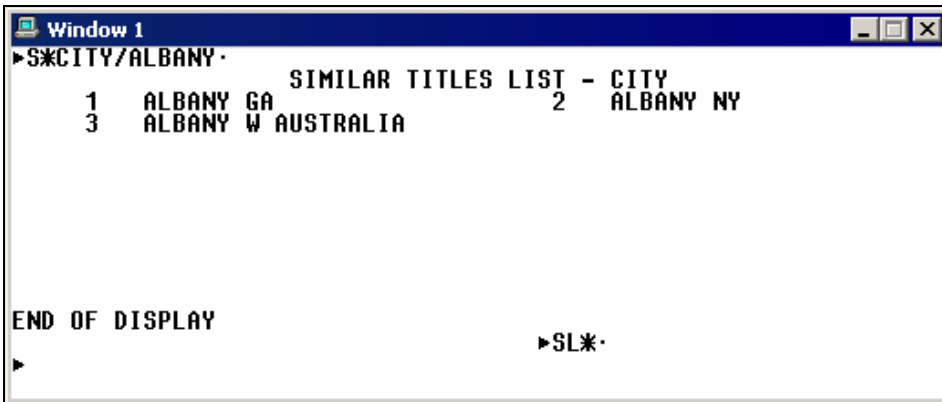 Window 1
►S*CITY/ALBANY·
SIMILAR TITLES LIST - CITY
1 ALBANY GA 2 ALBANY NY
3 ALBANY W AUSTRALIA
END OF DISPLAY
►SL*·
►